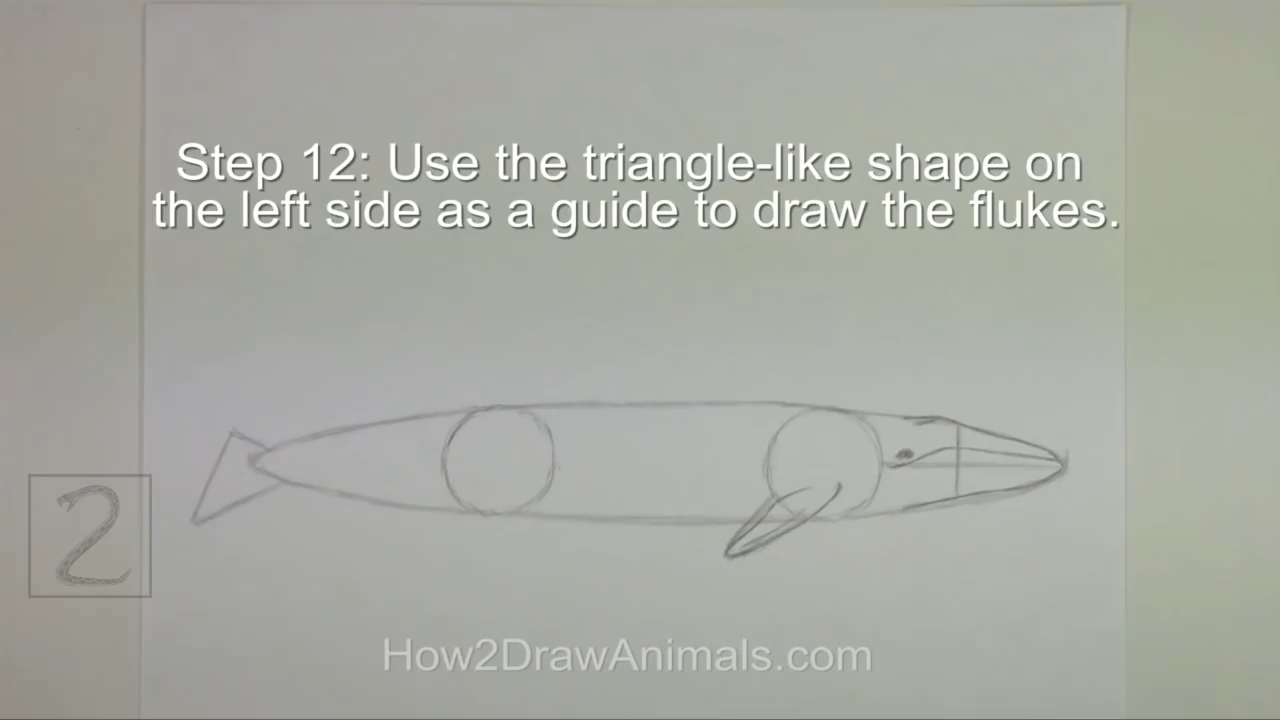 Step 12: Use the triangle-like shape on
the left side as a guide to draw the flukes.
2
How2DrawAnimals.com